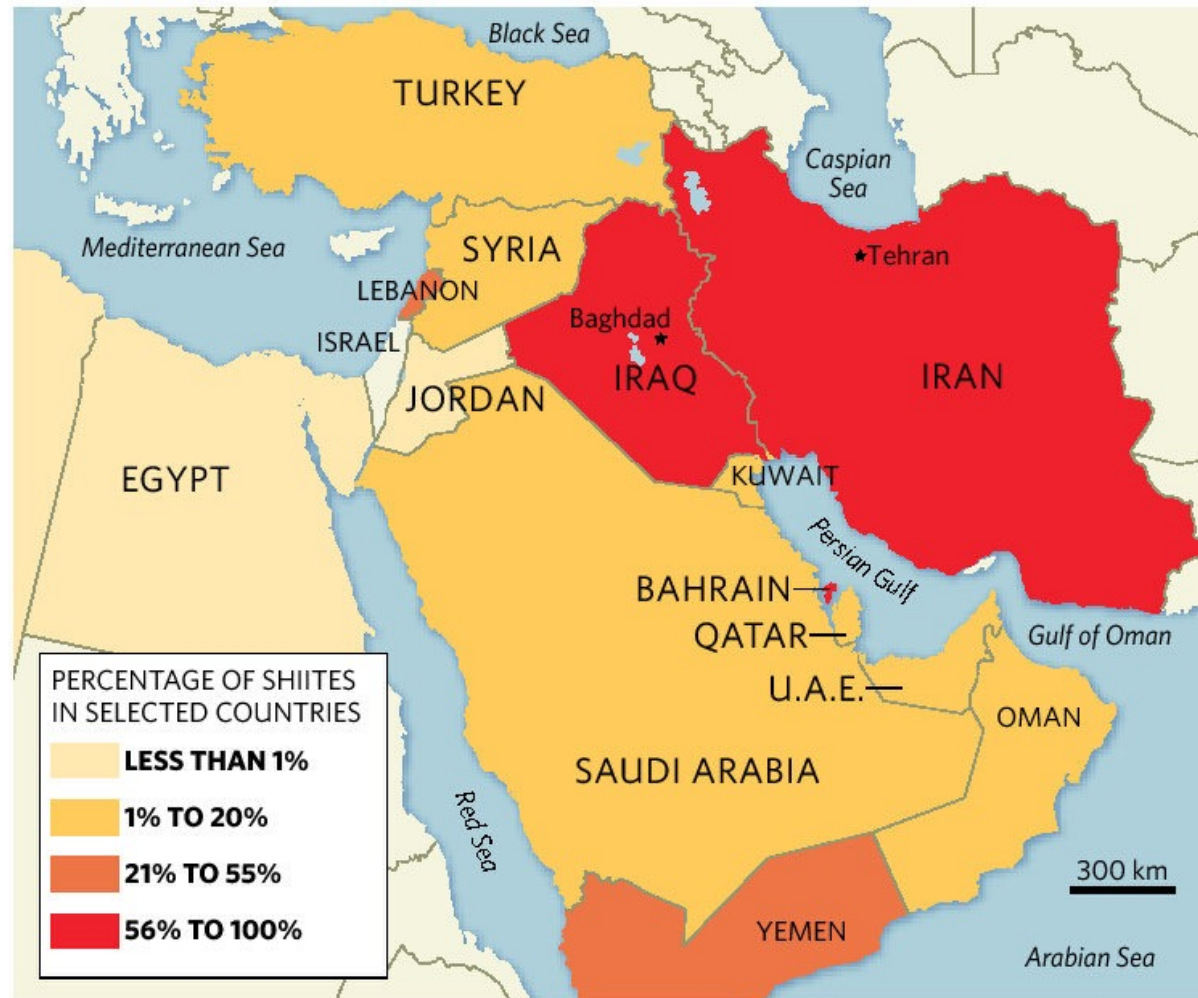 Black Sea
TURKEY
Caspian
Sea
Mediterranean Sea
SYRIA
Tehran
LEBANON
Baghdad
ISRAEL
IRAQ
IRAN
JORDAN
EGYPT
KUWAIT
Persian Gulf
BAHRAIN
QATAR
Gulf of Oman
U.A.E.
OMAN
SAUDI ARABIA
Red Sea
YEMEN
300 km
Arabian Sea
PERCENTAGE OF SHIITES
IN SELECTED COUNTRIES
LESS THAN 1%
1% TO 20%
21% TO 55%
56% TO 100%